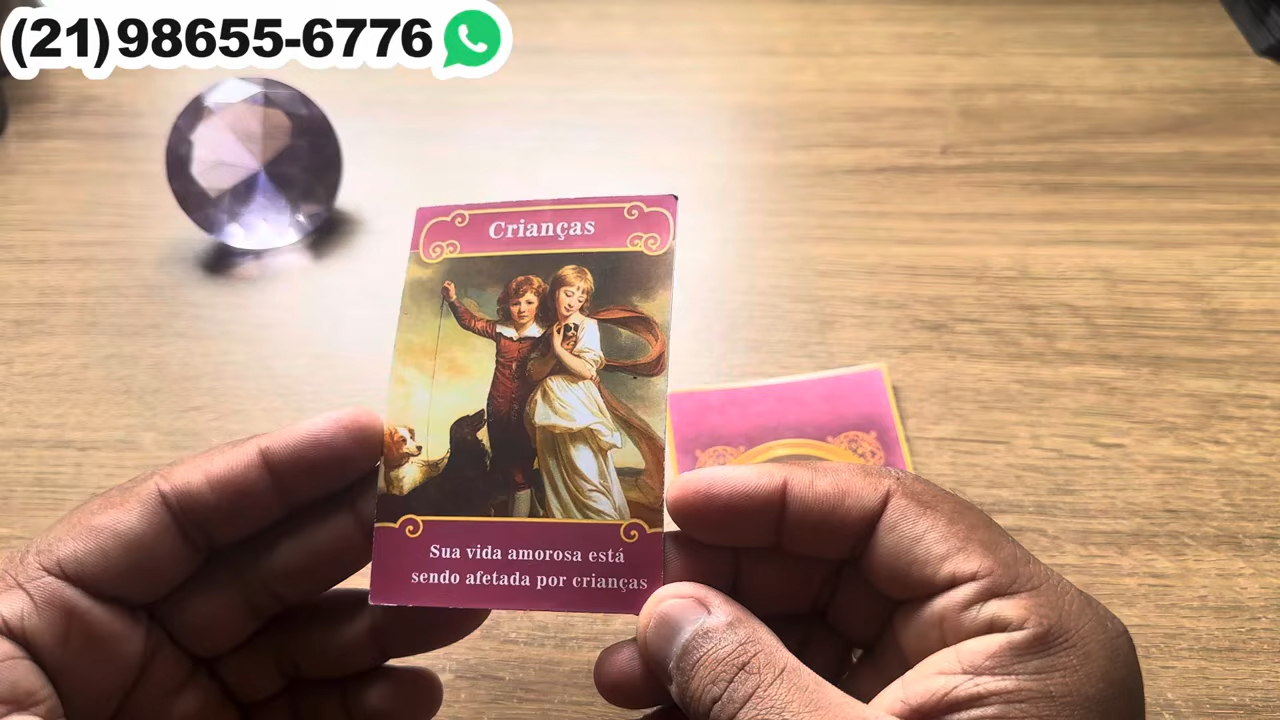 (21)98655-6776
Crianças
Sua vida amorosa está
sendo afetada por crianças